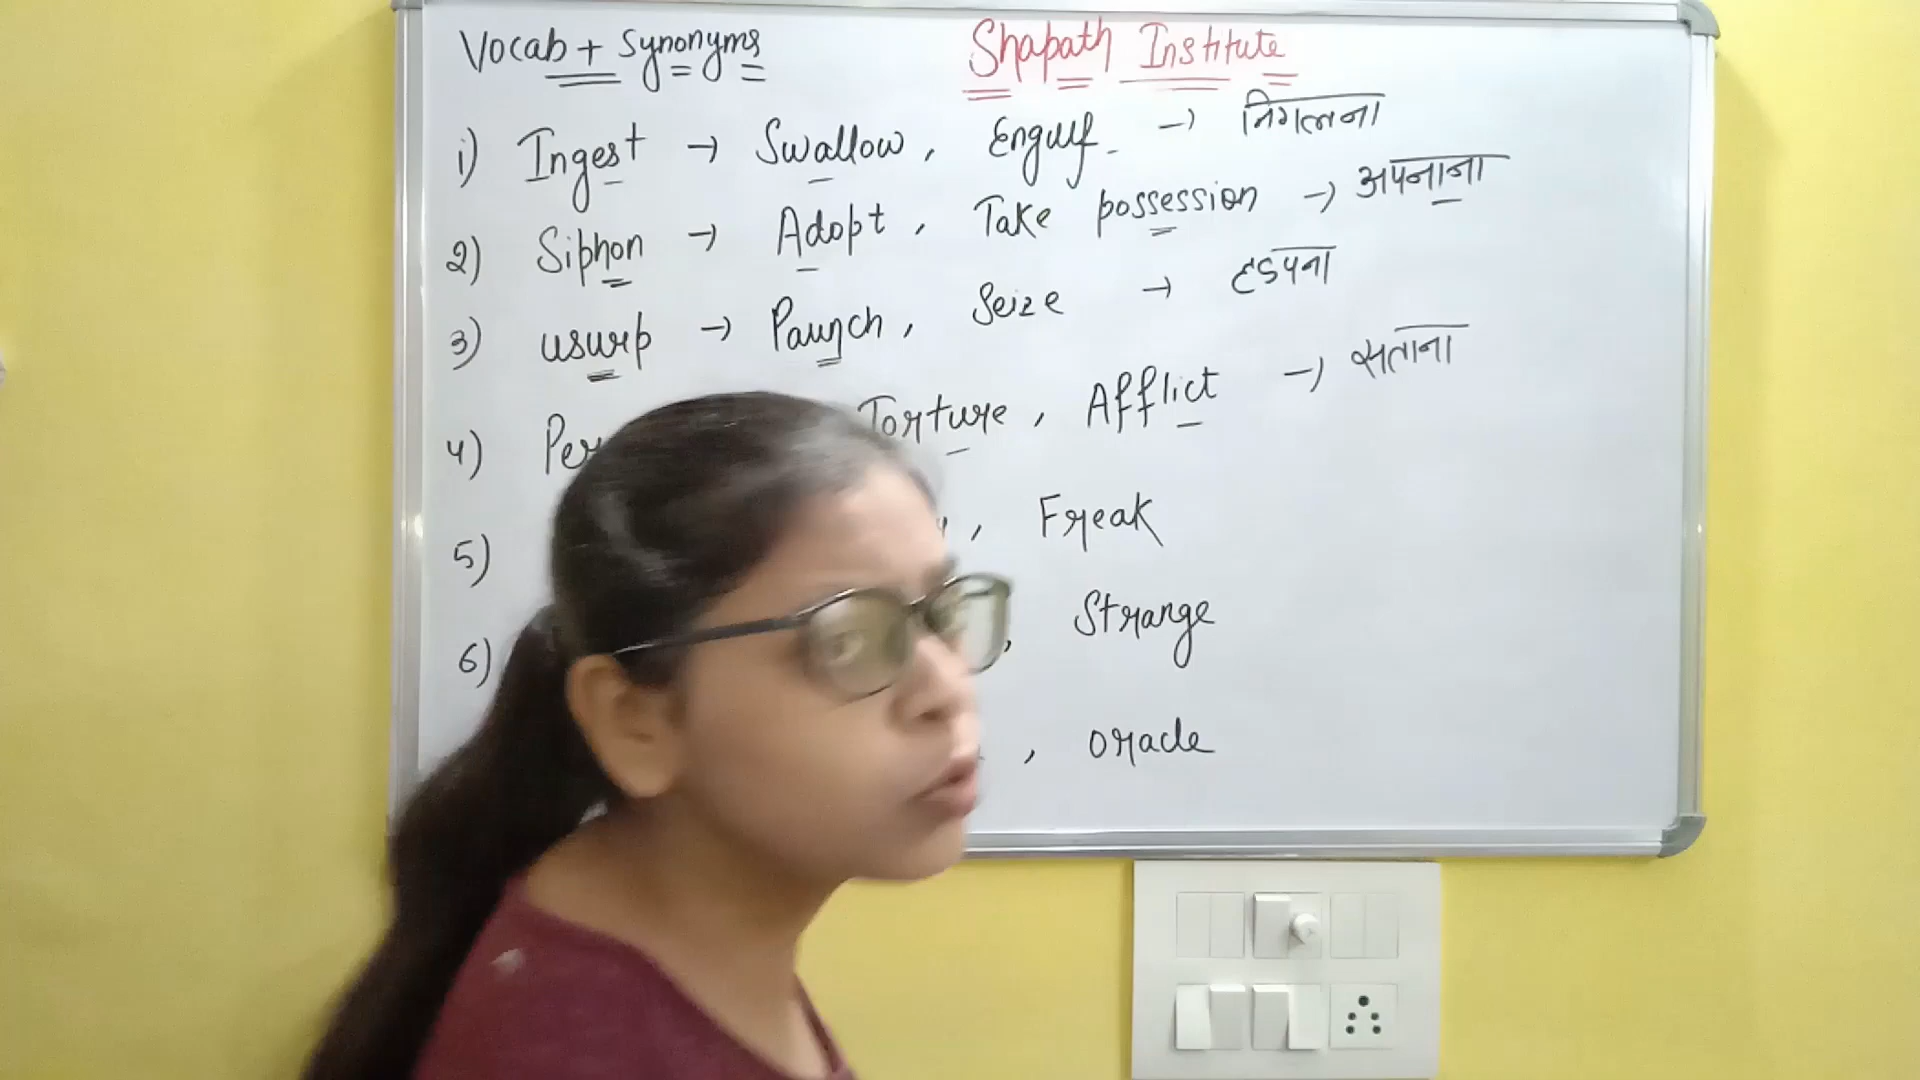 Vocab + Synonyms Shapath Institute
1) Ingest → Swallow, Engulf → निगलना
2) Siphon → Adopt, Take possession → अपनाना
3) usurp → Paunch, Seize → हड़पना
4) Torture, Afflict → सताना
5) , Freak
6) , Strange
, oracle